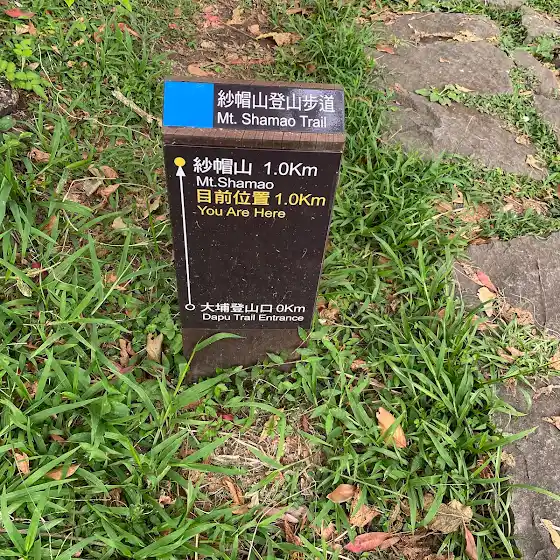 紗帽山登山步道
Mt. Shamao Trail
紗帽山 1.0Km
Mt.Shamao
目前位置 1.0Km
You Are Here
大埔登山口 0Km
Dapu Trail Entrance